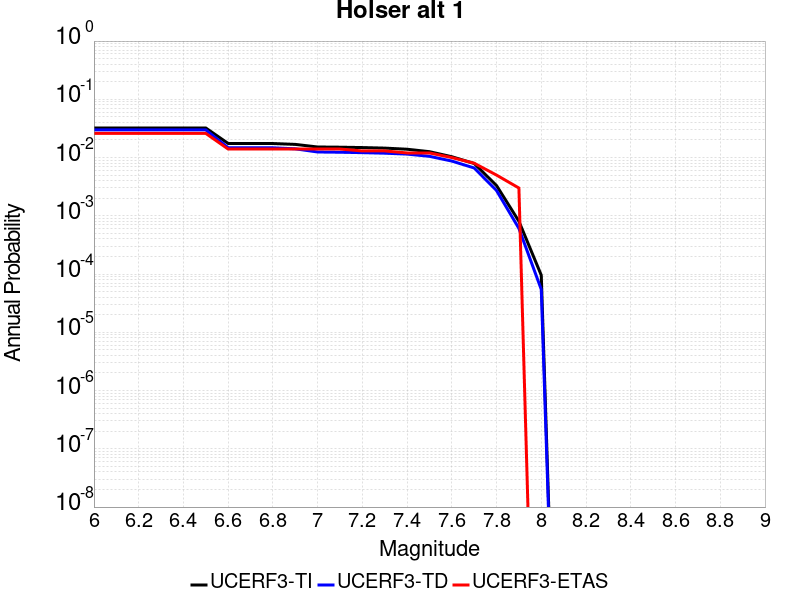 Holser alt 1
10^0
10^-1
10^-2
10^-3
10^-4
10^-5
10^-6
10^-7
10^-8
Annual Probability
6 6.2 6.4 6.6 6.8 7 7.2 7.4 7.6 7.8 8 8.2 8.4 8.6 8.8 9
Magnitude
UCERF3-TI UCERF3-TD UCERF3-ETAS